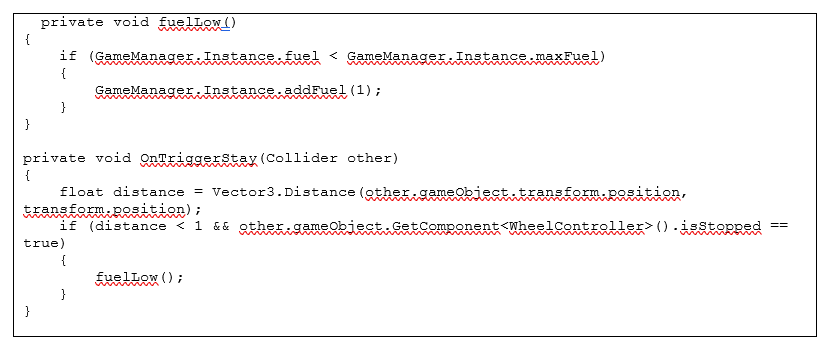 private void fuelLow()
{
if (GameManager.Instance.fuel < GameManager.Instance.maxFuel)
{
GameManager.Instance.addFuel(1);
}
}
private void OnTriggerStay(Collider other)
{
float distance = Vector3.Distance(other.gameObject.transform.position,
transform.position);
if (distance < 1 && other.gameObject.GetComponent<WheelController>().isStopped ==
true)
{
fuelLow();
}
}